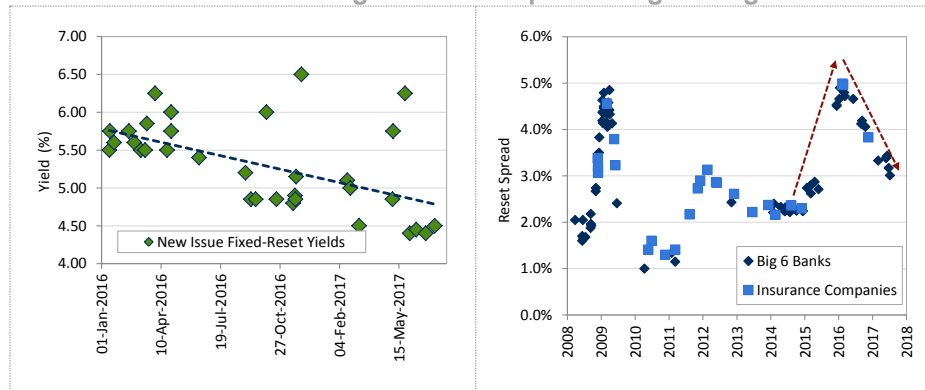 7.00
6.50
6.00
5.50
5.00
4.50
4.00
Yield (%)
New Issue Fixed-Reset Yields
01-Jan-2016
10-Apr-2016
19-Jul-2016
27-Oct-2016
04-Feb-2017
15-May-2017
6.0%
5.0%
4.0%
3.0%
2.0%
1.0%
0.0%
Reset Spread
Big 6 Banks
Insurance Companies
2008
2009
2010
2011
2012
2013
2014
2015
2016
2017
2018